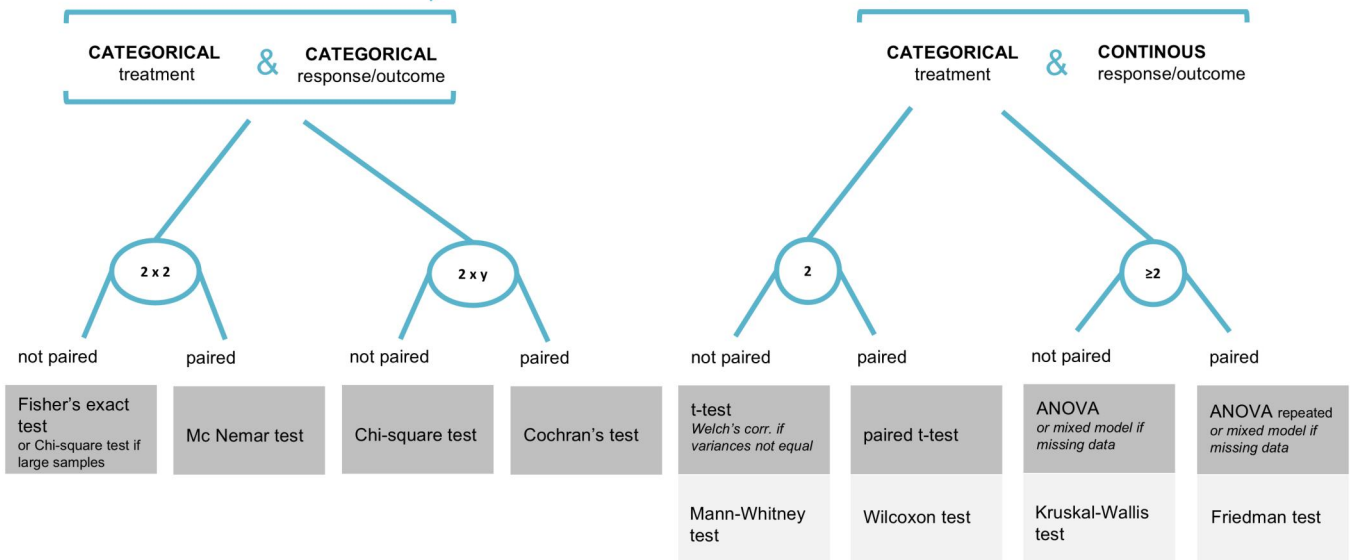 CATEGORICAL
treatment
&
CATEGORICAL
response/outcome
CATEGORICAL
treatment
&
CONTINOUS
response/outcome
2 x 2
2 x y
2
≥2
not paired
paired
not paired
paired
not paired
paired
not paired
paired
Fisher's exact
test
or Chi-square test if
large samples
Mc Nemar test
Chi-square test
Cochran's test
t-test
Welch's corr. if
variances not equal
paired t-test
ANOVA
or mixed model if
missing data
ANOVA repeated
or mixed model if
missing data
Mann-Whitney
test
Wilcoxon test
Kruskal-Wallis
test
Friedman test